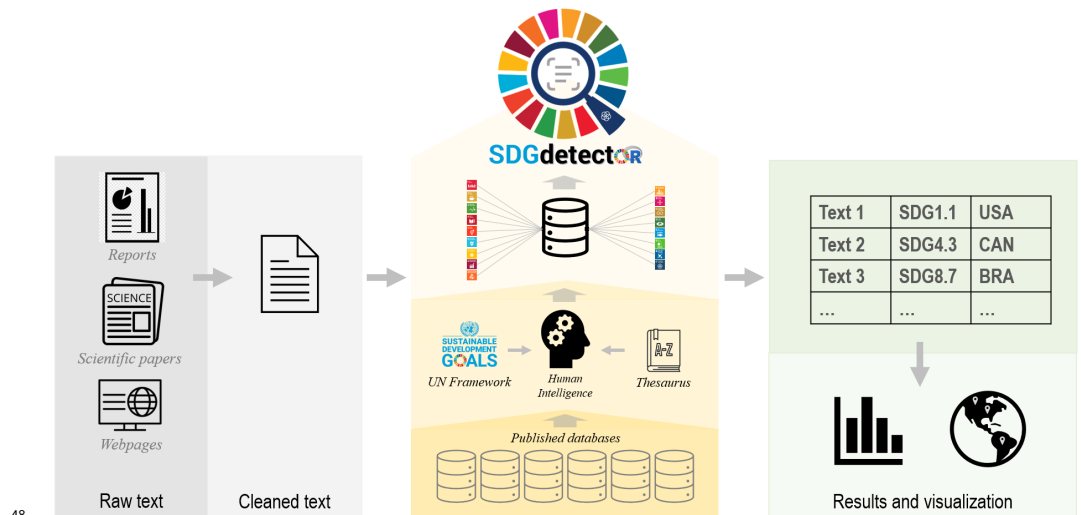 SDGdetector R
Reports
SCIENCE
Scientific papers
Webpages
Raw text
Cleaned text
SUSTAINABLE
DEVELOPMENT
GOALS
UN Framework
Human
Intelligence
A-Z
Thesaurus
Published databases
Text 1 SDG1.1 USA
Text 2 SDG4.3 CAN
Text 3 SDG8.7 BRA
... ... ...
Results and visualization
48